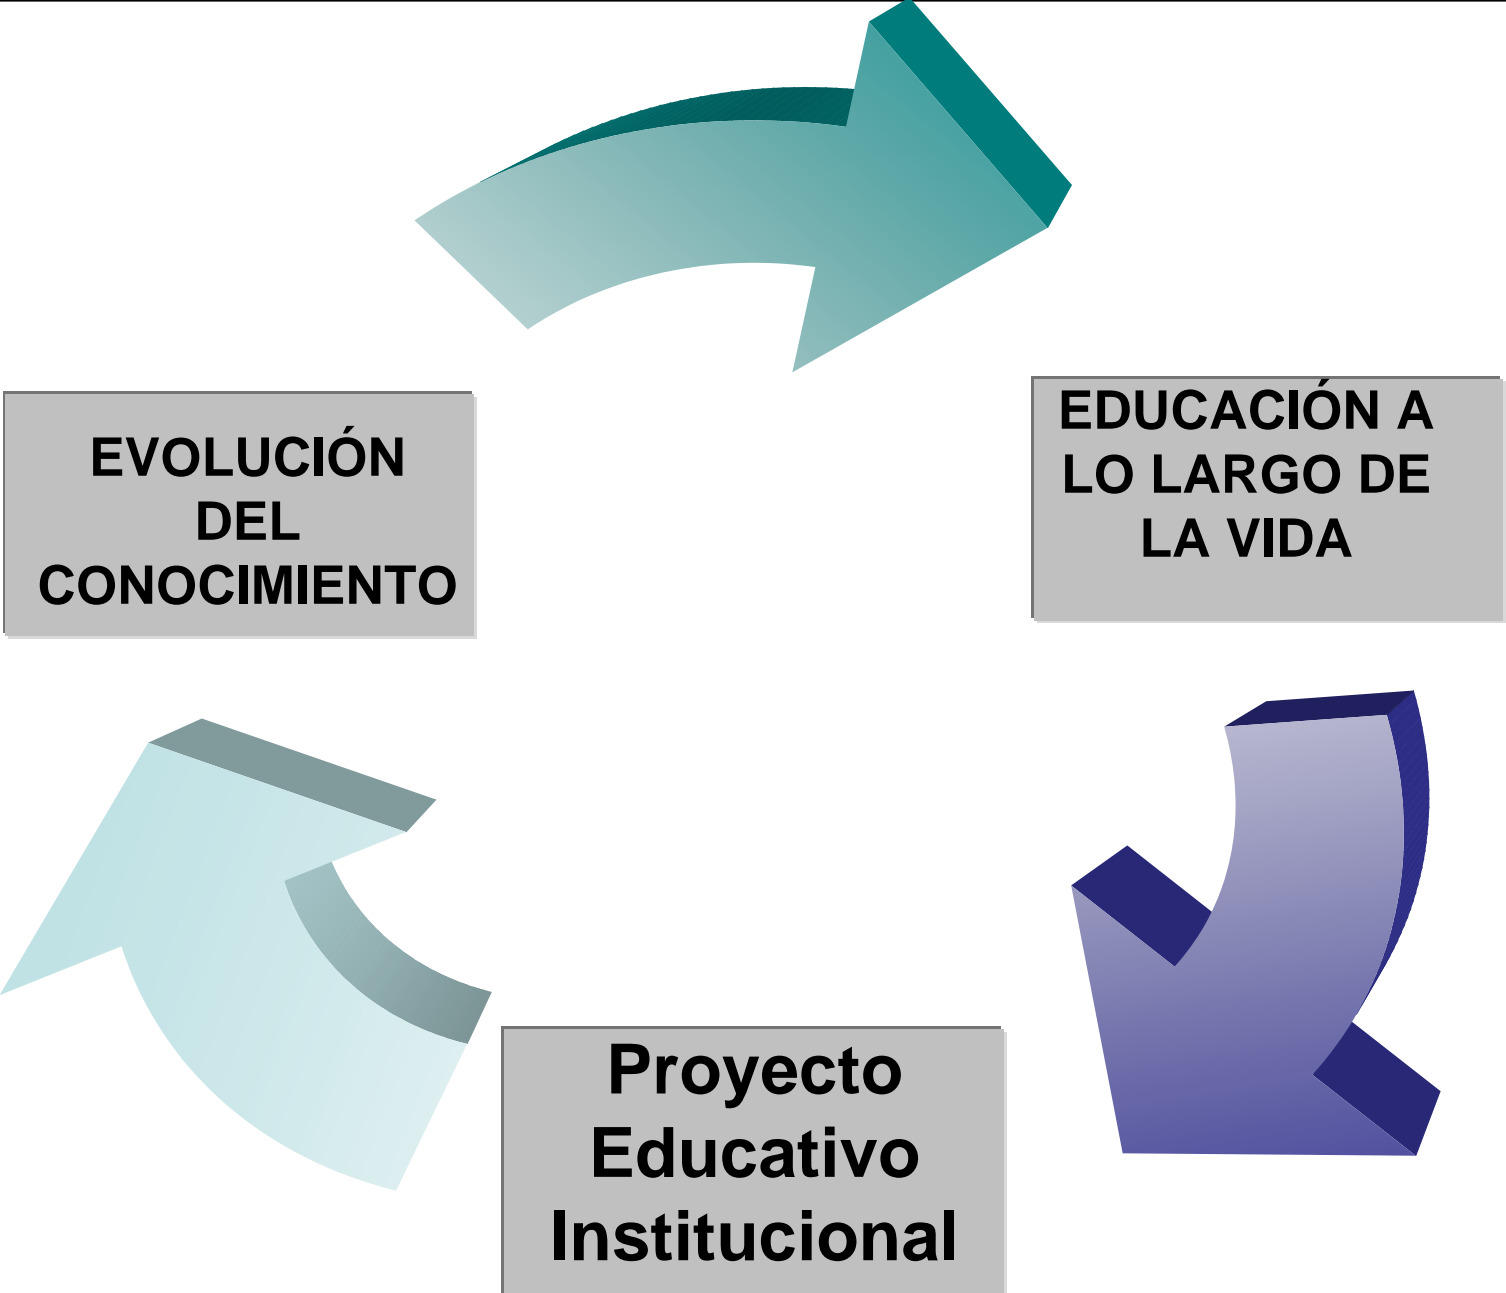 EVOLUCIÓN
DEL
CONOCIMIENTO
EDUCACIÓN A
LO LARGO DE
LA VIDA
Proyecto
Educativo
Institucional